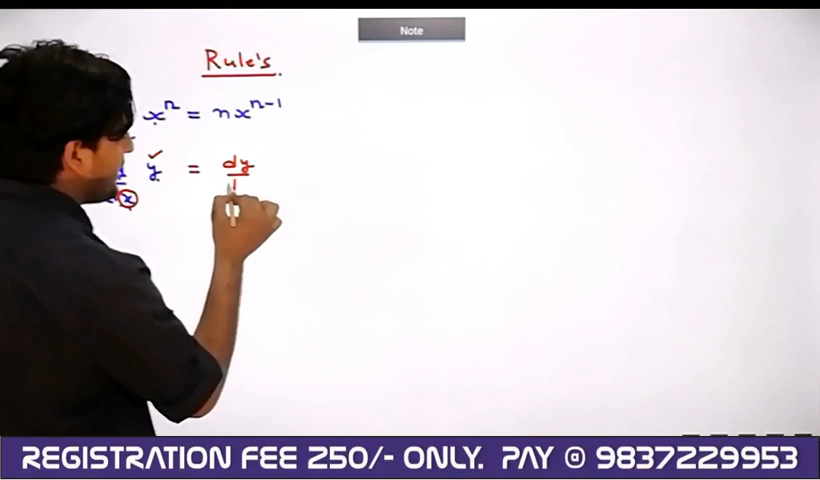 Note
Rule's.
xⁿ = nxⁿ⁻¹
y = dy
x
REGISTRATION FEE 250/- ONLY. PAY @ 9837229953